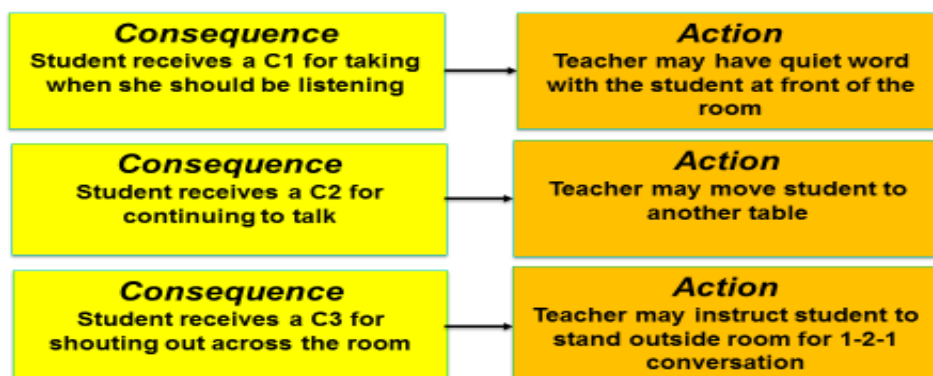 Consequence
Student receives a C1 for taking
when she should be listening
Action
Teacher may have quiet word
with the student at front of the
room
Consequence
Student receives a C2 for
continuing to talk
Action
Teacher may move student to
another table
Consequence
Student receives a C3 for
shouting out across the room
Action
Teacher may instruct student to
stand outside room for 1-2-1
conversation